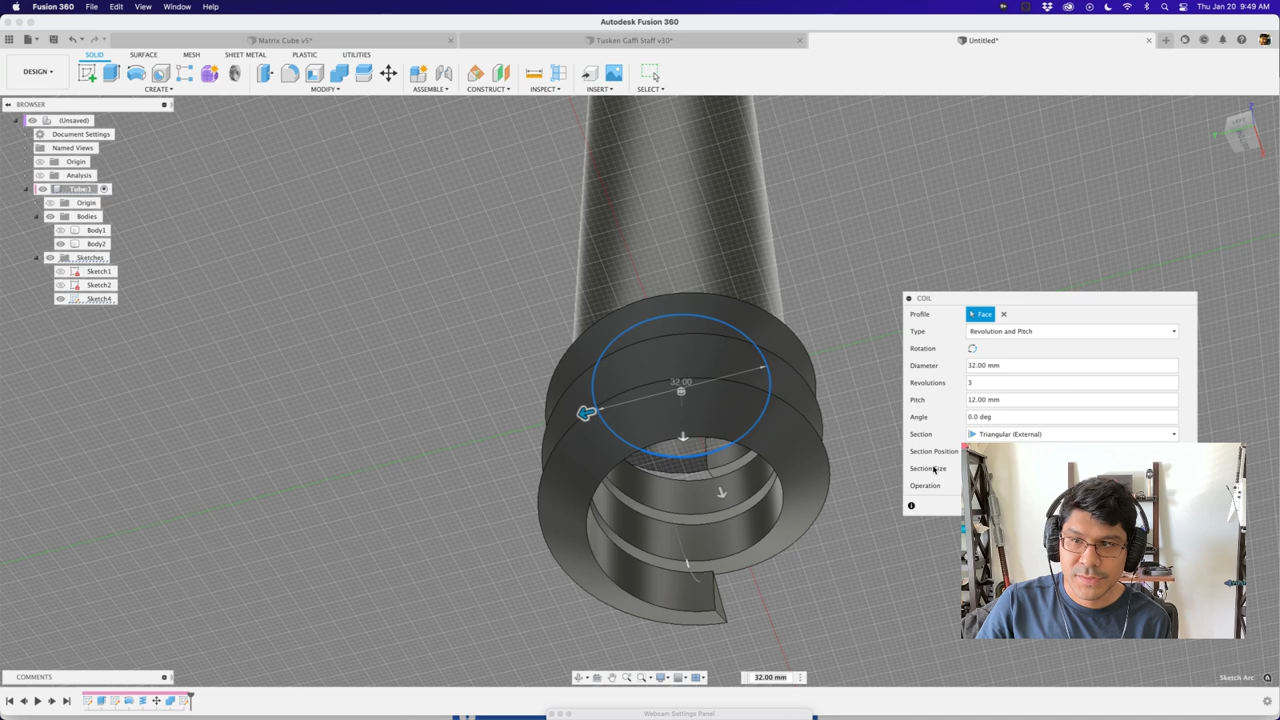 Fusion 360 File Edit View Window Help
Thu Jan 20 9:49 AM
Autodesk Fusion 360
Matrix Cube v5*
Tusken Gaffi Staff v30*
Untitled*
SOLID SURFACE MESH SHEET METAL PLASTIC UTILITIES
DESIGN
CREATE MODIFY ASSEMBLE CONSTRUCT INSPECT INSERT SELECT
BROWSER
(Unsaved)
Document Settings
Named Views
Origin
Analysis
Tube:1
Origin
Bodies
Body1
Body2
Sketches
Sketch1
Sketch2
Sketch4
Z
LEFT
32.00
COIL
Profile Face
Type Revolution and Pitch
Rotation
Diameter 32.00 mm
Revolutions 3
Pitch 12.00 mm
Angle 0.0 deg
Section Triangular (External)
Section Position
Section Size
Operation
COMMENTS
32.00 mm
Sketch Arc
Webcam Settings Panel